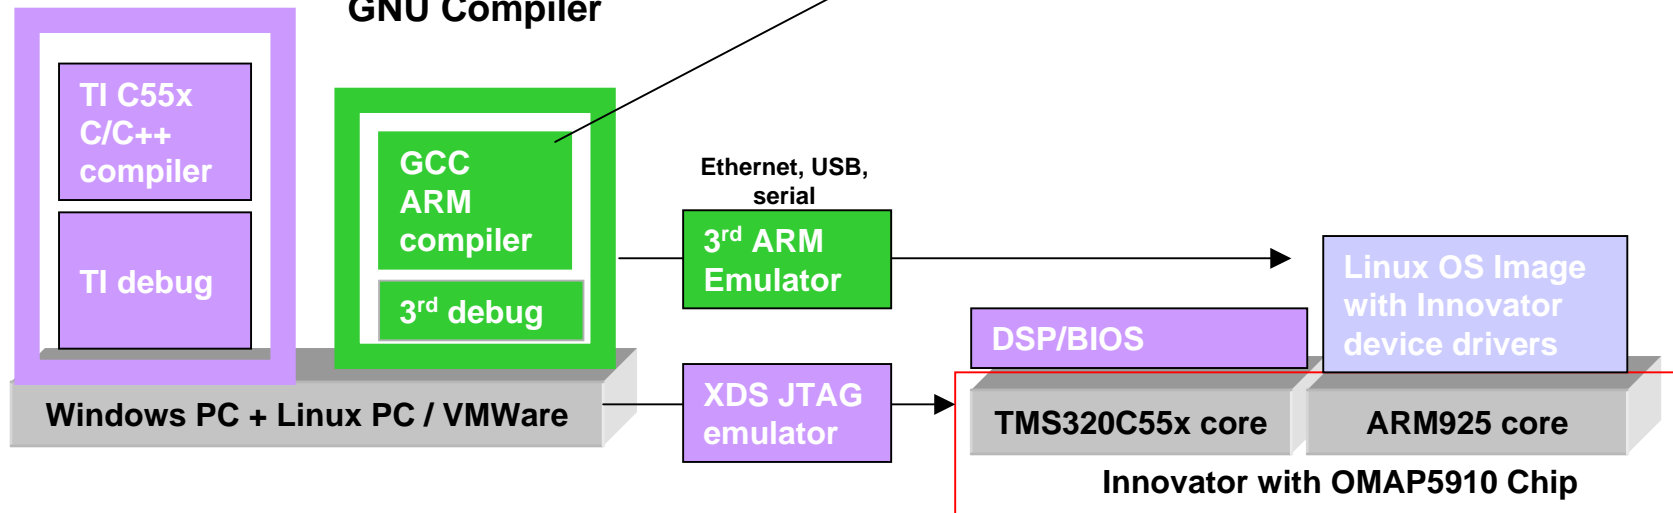 GNU Compiler
TI C55x
C/C++
compiler
TI debug
GCC
ARM
compiler
3rd debug
Ethernet, USB,
serial
3rd ARM
Emulator
XDS JTAG
emulator
Windows PC + Linux PC / VMWare
DSP/BIOS
Linux OS Image
with Innovator
device drivers
TMS320C55x core
ARM925 core
Innovator with OMAP5910 Chip